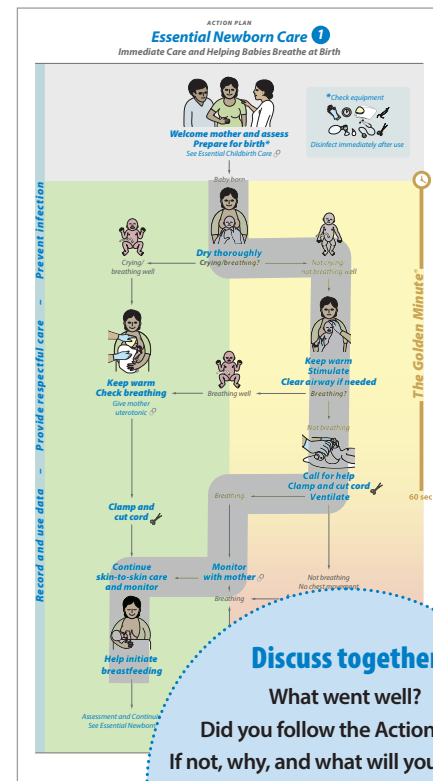 ACTION PLAN
Essential Newborn Care 1
Immediate Care and Helping Babies Breathe at Birth
*Check equipment
Disinfect immediately after use
Welcome mother and assess
Prepare for birth*
See Essential Childbirth Care
Baby born
Dry thoroughly
Crying/breathing?
Crying/
breathing well
Not crying/
not breathing well
Keep warm
Check breathing
Give mother
uterotonic
Breathing well
Keep warm
Stimulate
Clear airway if needed
Breathing?
Not breathing
Call for help
Clamp and cut cord
Ventilate
Breathing
Clamp and
cut cord
Continue
skin-to-skin care
and monitor
Monitor
with mother
Not breathing
No chest movement
Breathing
Help initiate
breastfeeding
Assessment and Continu
See Essential Newborn
Record and use data – Provide respectful care – Prevent infection
The Golden Minute®
60 sec
Discuss together
What went well?
Did you follow the Action
If not, why, and what will you